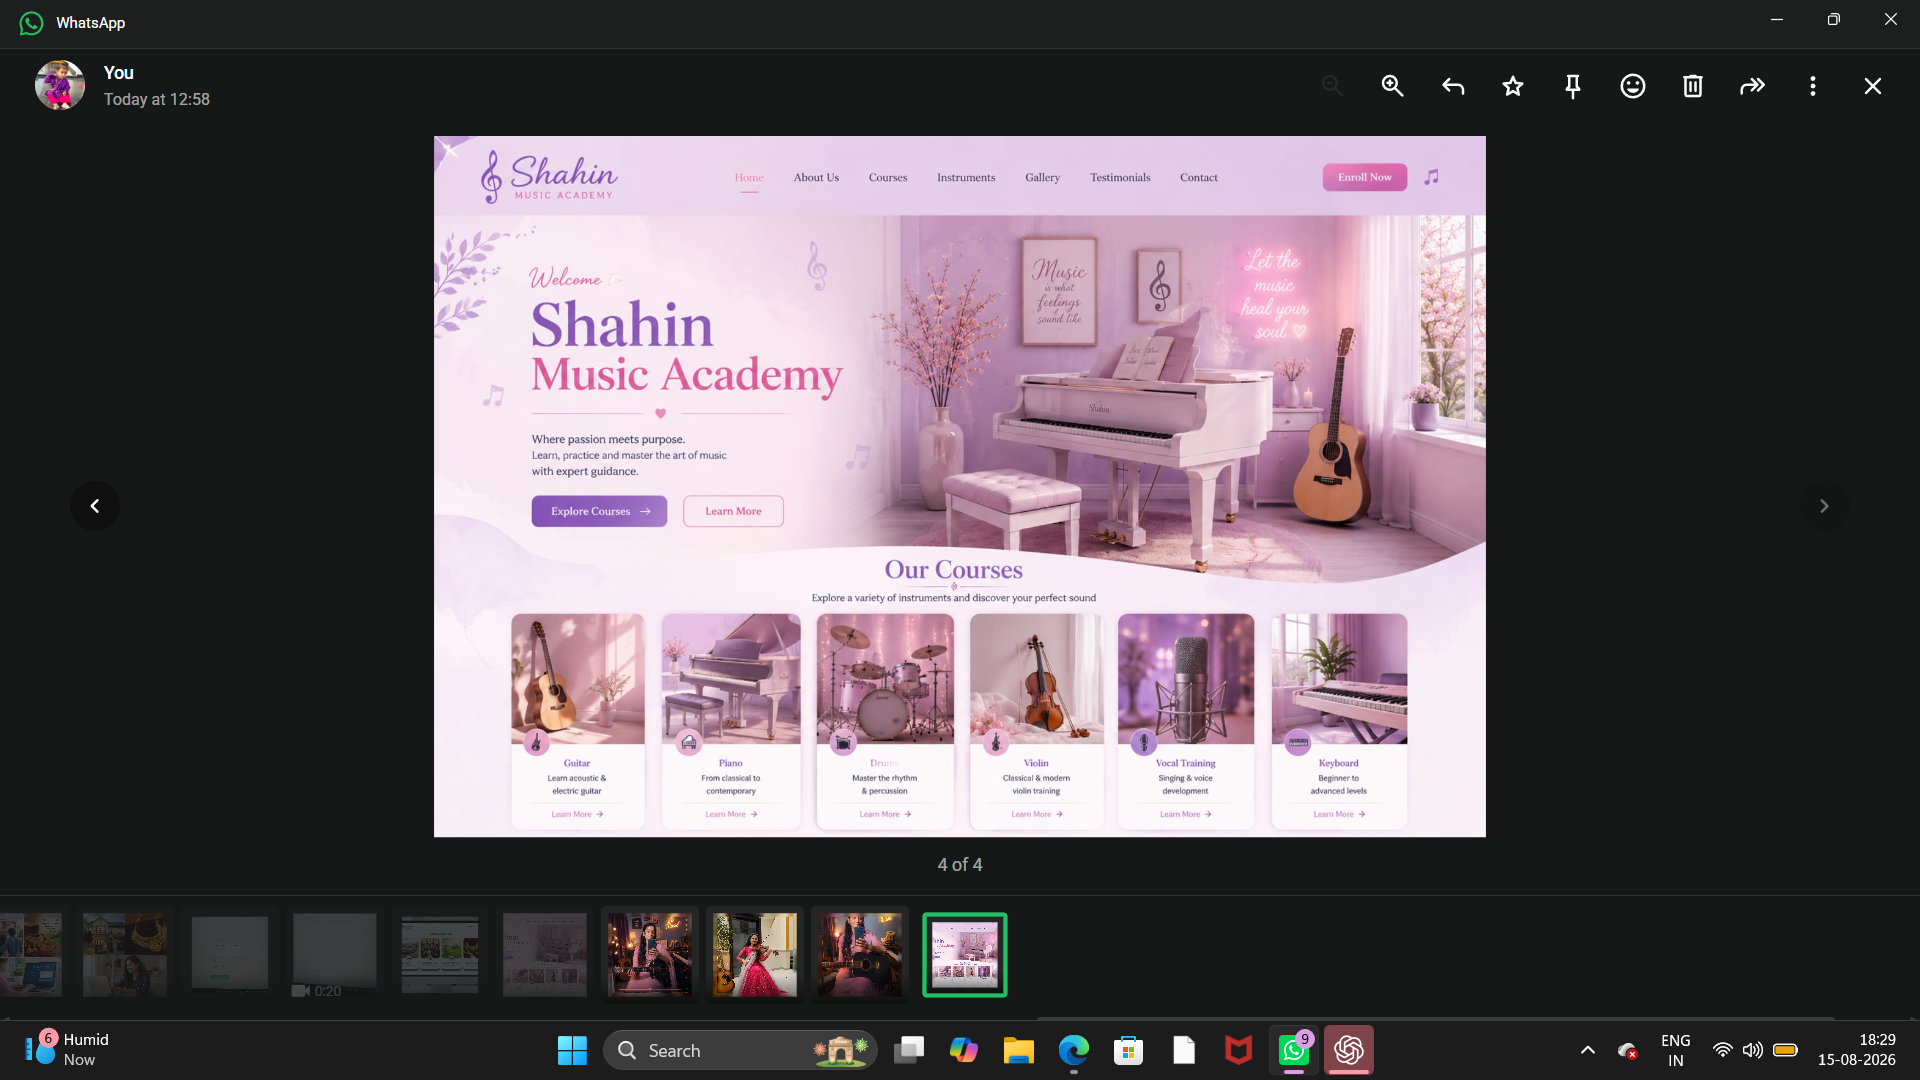 WhatsApp
You
Today at 12:58
Shahin
MUSIC ACADEMY
Home
About Us
Courses
Instruments
Gallery
Testimonials
Contact
Enroll Now
Welcome to
Shahin
Music Academy
Where passion meets purpose.
Learn, practice and master the art of music
with expert guidance.
Explore Courses →
Learn More
Music
is what
feelings
sound like
Let the
music
heal your
soul
Shahin
Our Courses
Explore a variety of instruments and discover your perfect sound
Guitar
Learn acoustic &
electric guitar
Learn More →
Piano
From classical to
contemporary
Learn More →
Drums
Master the rhythm
& percussion
Learn More →
Violin
Classical & modern
violin training
Learn More →
Vocal Training
Singing & voice
development
Learn More →
Keyboard
Beginner to
advanced levels
Learn More →
4 of 4
0:20
6
Humid
Now
Search
9
ENG
IN
18:29
15-08-2026